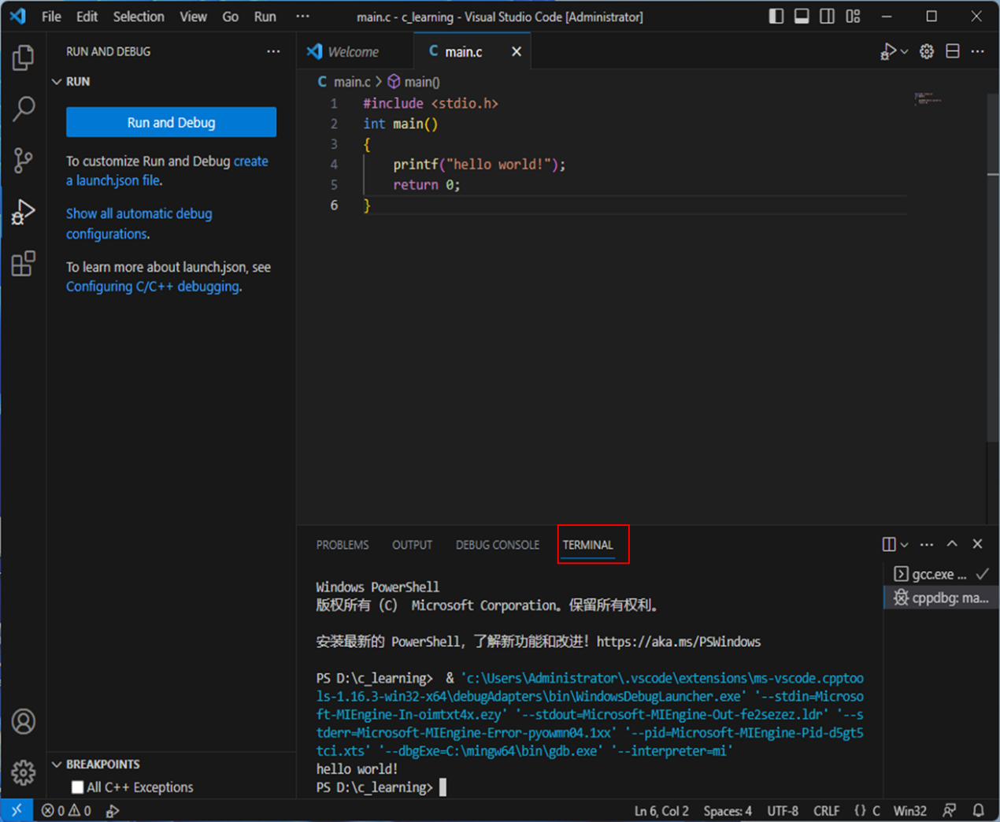 File Edit Selection View Go Run ··· main.c - c_learning - Visual Studio Code [Administrator]
RUN AND DEBUG ···
RUN
Run and Debug
To customize Run and Debug create
a launch.json file.
Show all automatic debug
configurations.
To learn more about launch.json, see
Configuring C/C++ debugging.
BREAKPOINTS
All C++ Exceptions
Welcome C main.c
C main.c > main()
1 #include <stdio.h>
2 int main()
3 {
4 printf("hello world!");
5 return 0;
6 }
PROBLEMS OUTPUT DEBUG CONSOLE TERMINAL
Windows PowerShell
版权所有 (C) Microsoft Corporation。保留所有权利。
安装最新的 PowerShell，了解新功能和改进！https://aka.ms/PSWindows
PS D:\c_learning> & 'c:\Users\Administrator\.vscode\extensions\ms-vscode.cpptoo
ls-1.16.3-win32-x64\debugAdapters\bin\WindowsDebugLauncher.exe' '--stdin=Microso
ft-MIEngine-In-oimtxt4x.ezy' '--stdout=Microsoft-MIEngine-Out-fe2sezez.ldr' '--s
tderr=Microsoft-MIEngine-Error-pyowmn04.1xx' '--pid=Microsoft-MIEngine-Pid-d5gt5
tci.xts' '--dbgExe=C:\mingw64\bin\gdb.exe' '--interpreter=mi'
hello world!
PS D:\c_learning>
gcc.exe ...
cppdbg: ma...
0 0 Ln 6, Col 2 Spaces: 4 UTF-8 CRLF {} C Win32